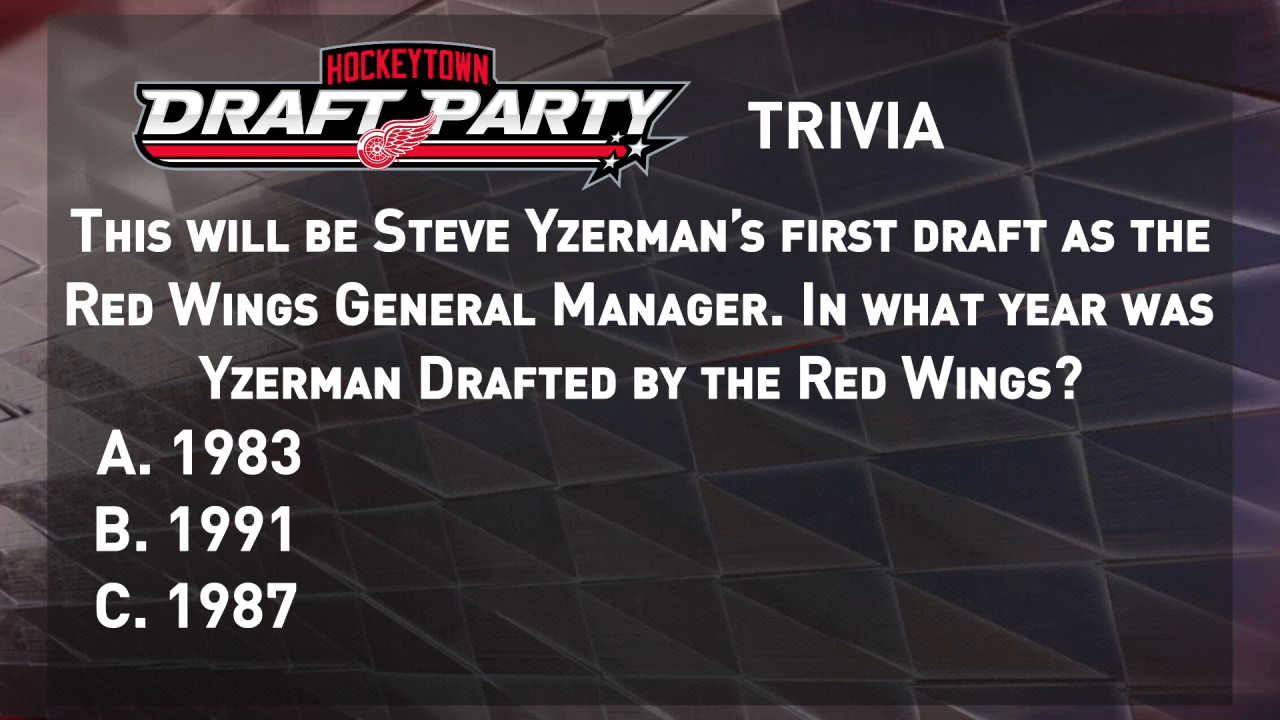 HOCKEYTOWN
DRAFT PARTY
TRIVIA
This will be Steve Yzerman's first draft as the
Red Wings General Manager. In what year was
Yzerman Drafted by the Red Wings?
A. 1983
B. 1991
C. 1987